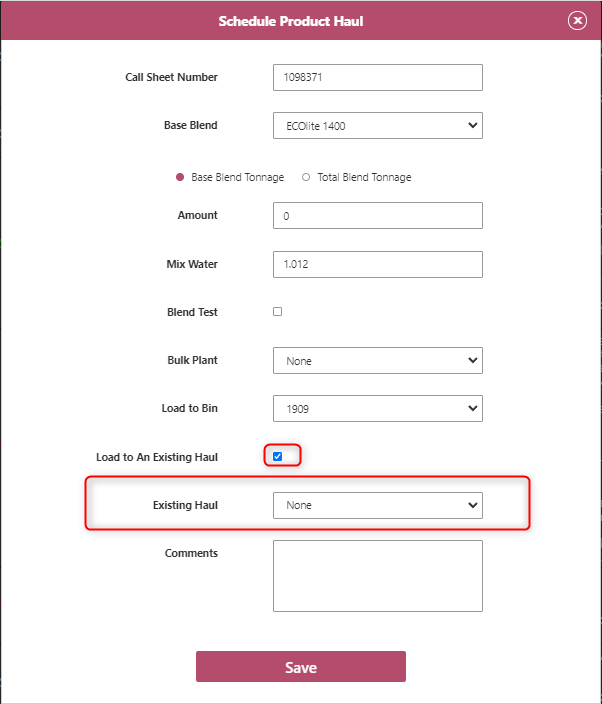 Schedule Product Haul
Call Sheet Number 1098371
Base Blend ECOlite 1400
Base Blend Tonnage Total Blend Tonnage
Amount 0
Mix Water 1.012
Blend Test
Bulk Plant None
Load to Bin 1909
Load to An Existing Haul
Existing Haul None
Comments
Save